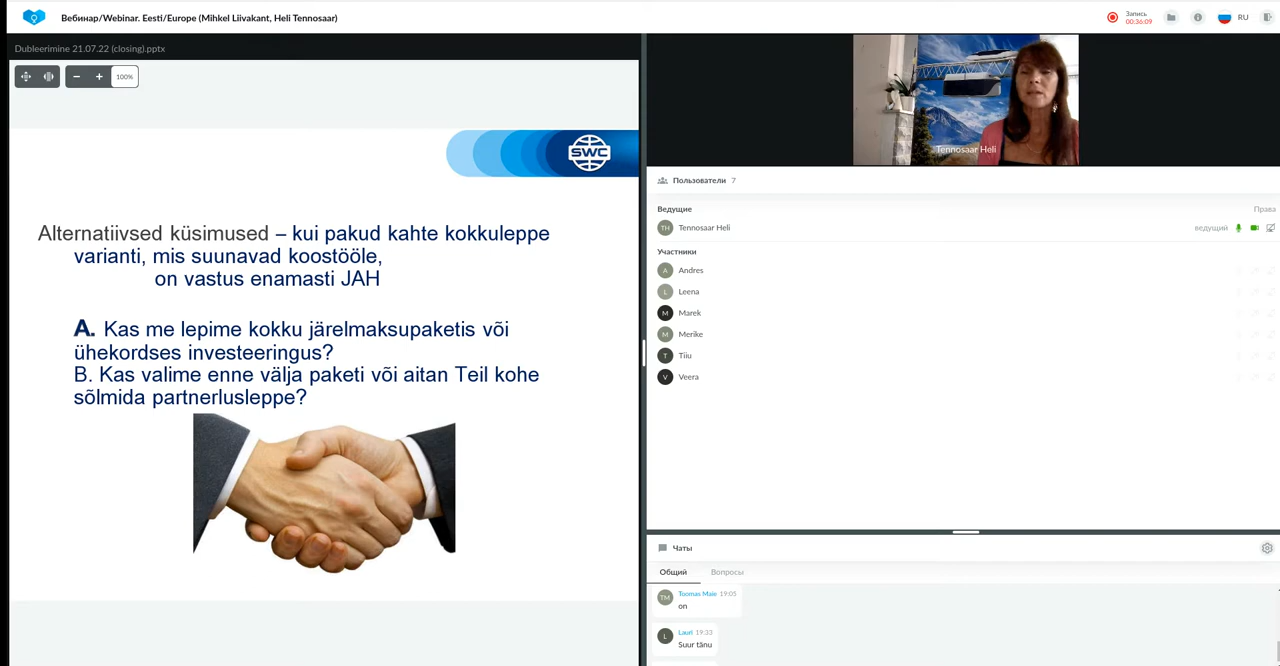 Вебинар/Webinar. Eesti/Europe (Mihkel Liivakant, Heli Tennosaar)
Запись
00:36:09
RU
Dubleerimine 21.07.22 (closing).pptx
100%
SWC
Alternatiivsed küsimused – kui pakud kahte kokkuleppe
varianti, mis suunavad koostööle,
on vastus enamasti JAH
A. Kas me lepime kokku järelmaksupaketis või
ühekordses investeeringus?
B. Kas valime enne välja paketi või aitan Teil kohe
sõlmida partnerlusleppe?
Tennosaar Heli
Пользователи 7
Ведущие Права
TH Tennosaar Heli ведущий
Участники
A Andres
L Leena
M Marek
M Merike
T Tiiu
V Veera
Чаты
Общий Вопросы
TM Toomas Maie 19:05
on
L Lauri 19:33
Suur tänu